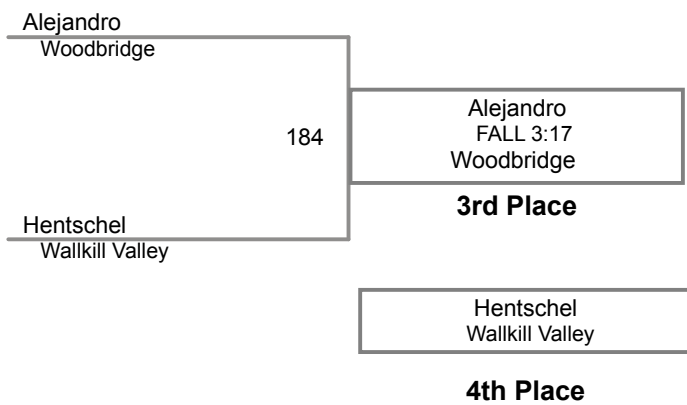 Alejandro
Woodbridge
184
Alejandro
FALL 3:17
Woodbridge
3rd Place
Hentschel
Wallkill Valley
Hentschel
Wallkill Valley
4th Place